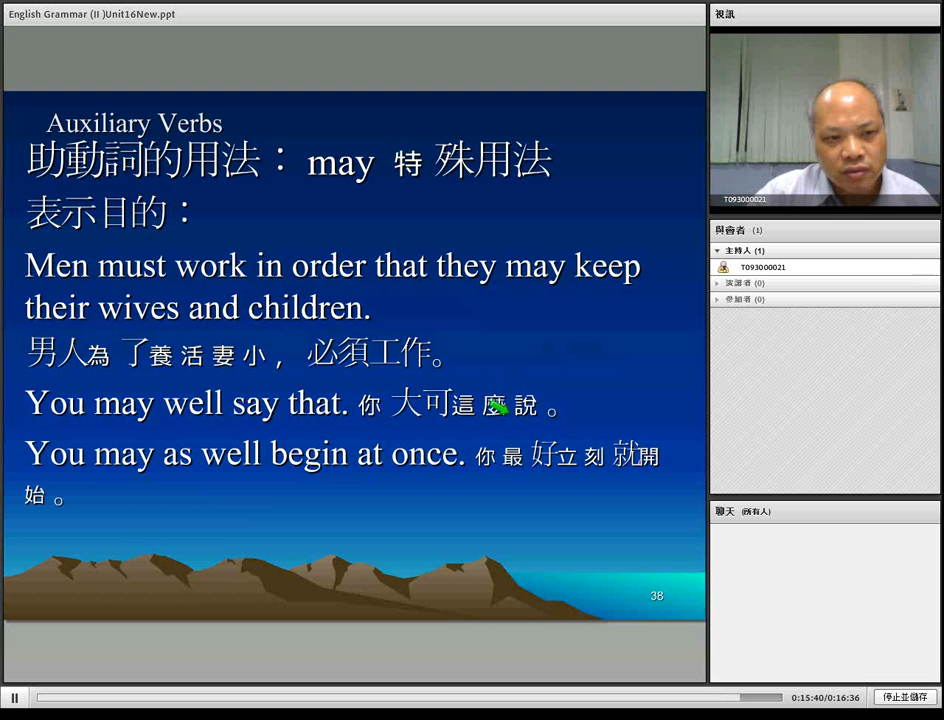 English Grammar (II )Unit16New.ppt
視訊
Auxiliary Verbs
助動詞的用法：may 特殊用法
表示目的：
Men must work in order that they may keep
their wives and children.
男人為了養活妻小，必須工作。
You may well say that. 你大可這麼說。
You may as well begin at once. 你最好立刻就開
始。
38
T093000021
與會者 (1)
主持人 (1)
T093000021
演講者 (0)
參加者 (0)
聊天 (所有人)
0:15:40/0:16:36
停止並儲存